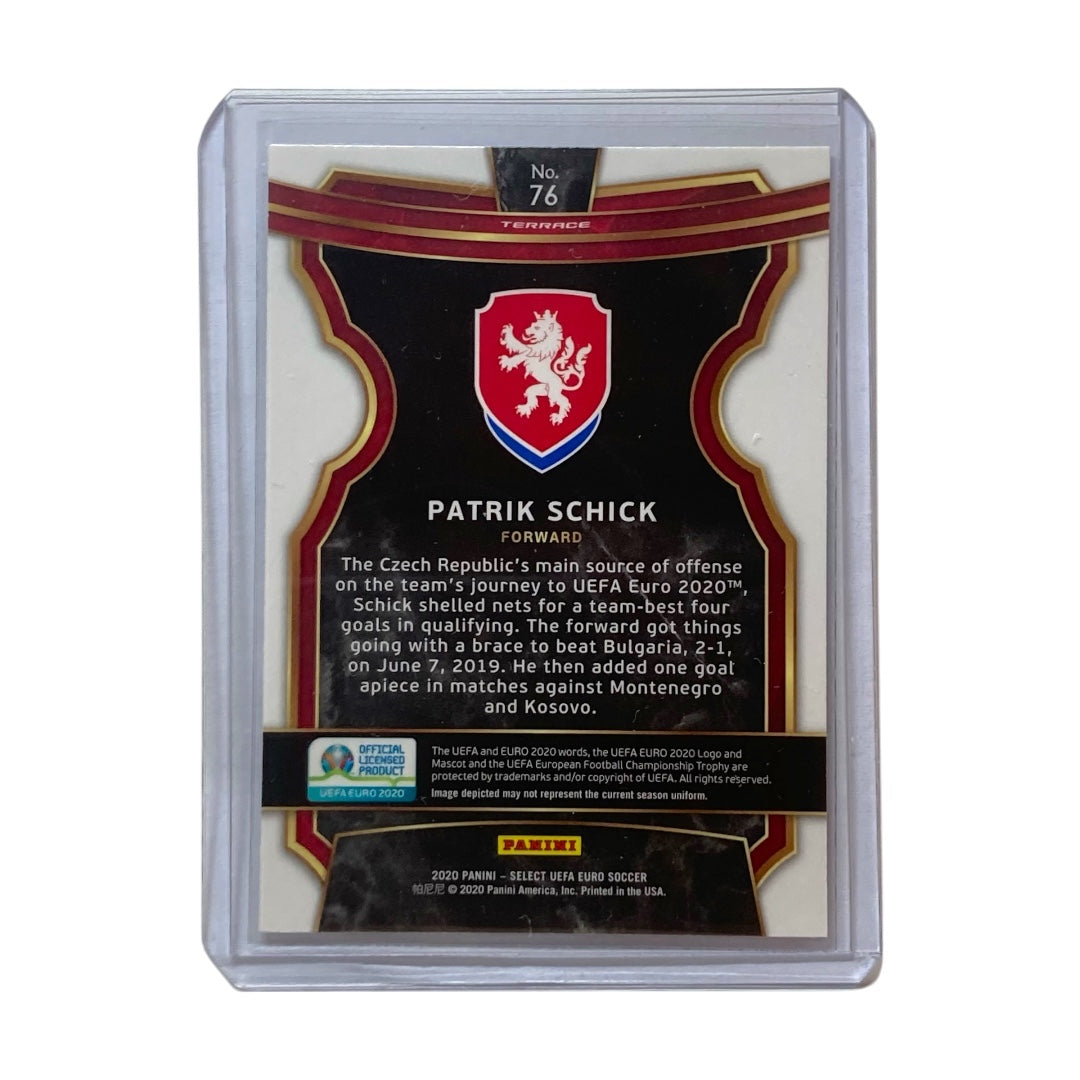 No.
76
TERRACE
PATRIK SCHICK
FORWARD
The Czech Republic's main source of offense
on the team's journey to UEFA Euro 2020™,
Schick shelled nets for a team-best four
goals in qualifying. The forward got things
going with a brace to beat Bulgaria, 2-1,
on June 7, 2019. He then added one goal
apiece in matches against Montenegro
and Kosovo.
OFFICIAL
LICENSED
PRODUCT
UEFA EURO 2020
The UEFA and EURO 2020 words, the UEFA EURO 2020 Logo and
Mascot and the UEFA European Football Championship Trophy are
protected by trademarks and/or copyright of UEFA. All rights reserved.
Image depicted may not represent the current season uniform.
PANINI
2020 PANINI – SELECT UEFA EURO SOCCER
帕尼尼 © 2020 Panini America, Inc. Printed in the USA.